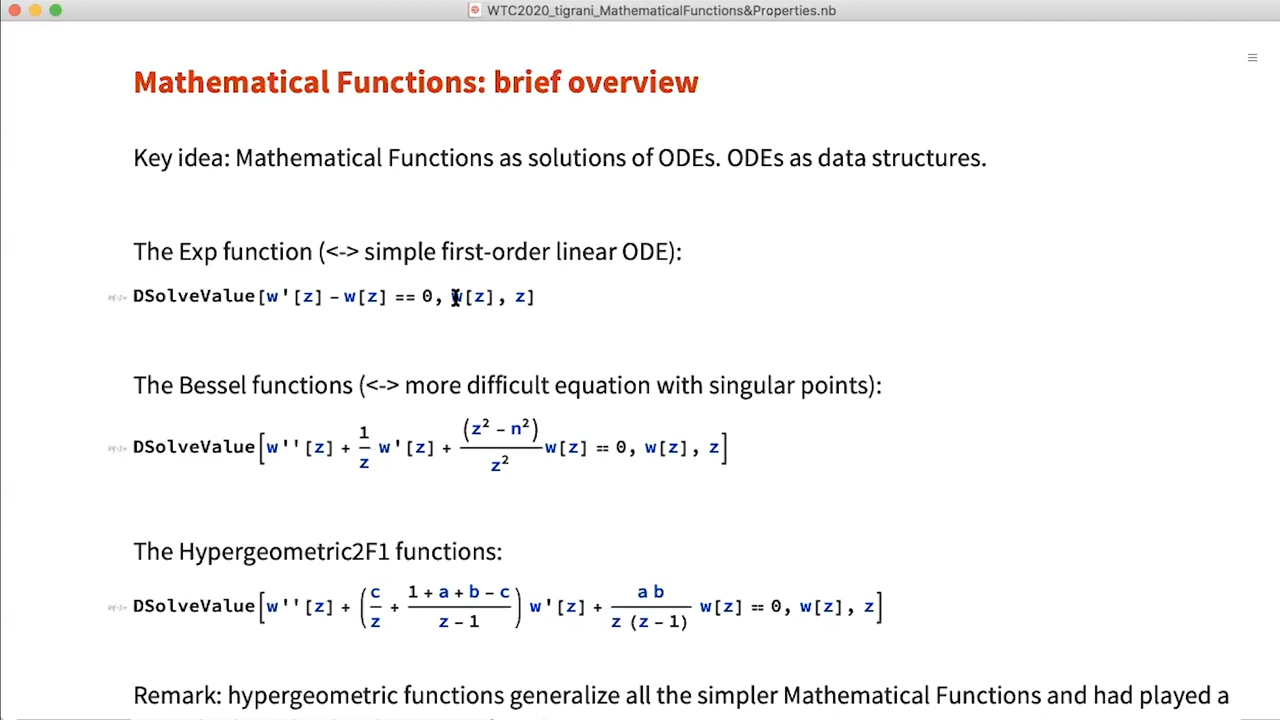 WTC2020_tigrani_MathematicalFunctions&Properties.nb
Mathematical Functions: brief overview
Key idea: Mathematical Functions as solutions of ODEs. ODEs as data structures.
The Exp function (<-> simple first-order linear ODE):
DSolveValue[w'[z] - w[z] == 0, w[z], z]
The Bessel functions (<-> more difficult equation with singular points):
DSolveValue[w''[z] + 1/z w'[z] + (z² - n²)/z² w[z] == 0, w[z], z]
The Hypergeometric2F1 functions:
DSolveValue[w''[z] + (c/z + (1 + a + b - c)/(z - 1)) w'[z] + a b/(z (z - 1)) w[z] == 0, w[z], z]
Remark: hypergeometric functions generalize all the simpler Mathematical Functions and had played a